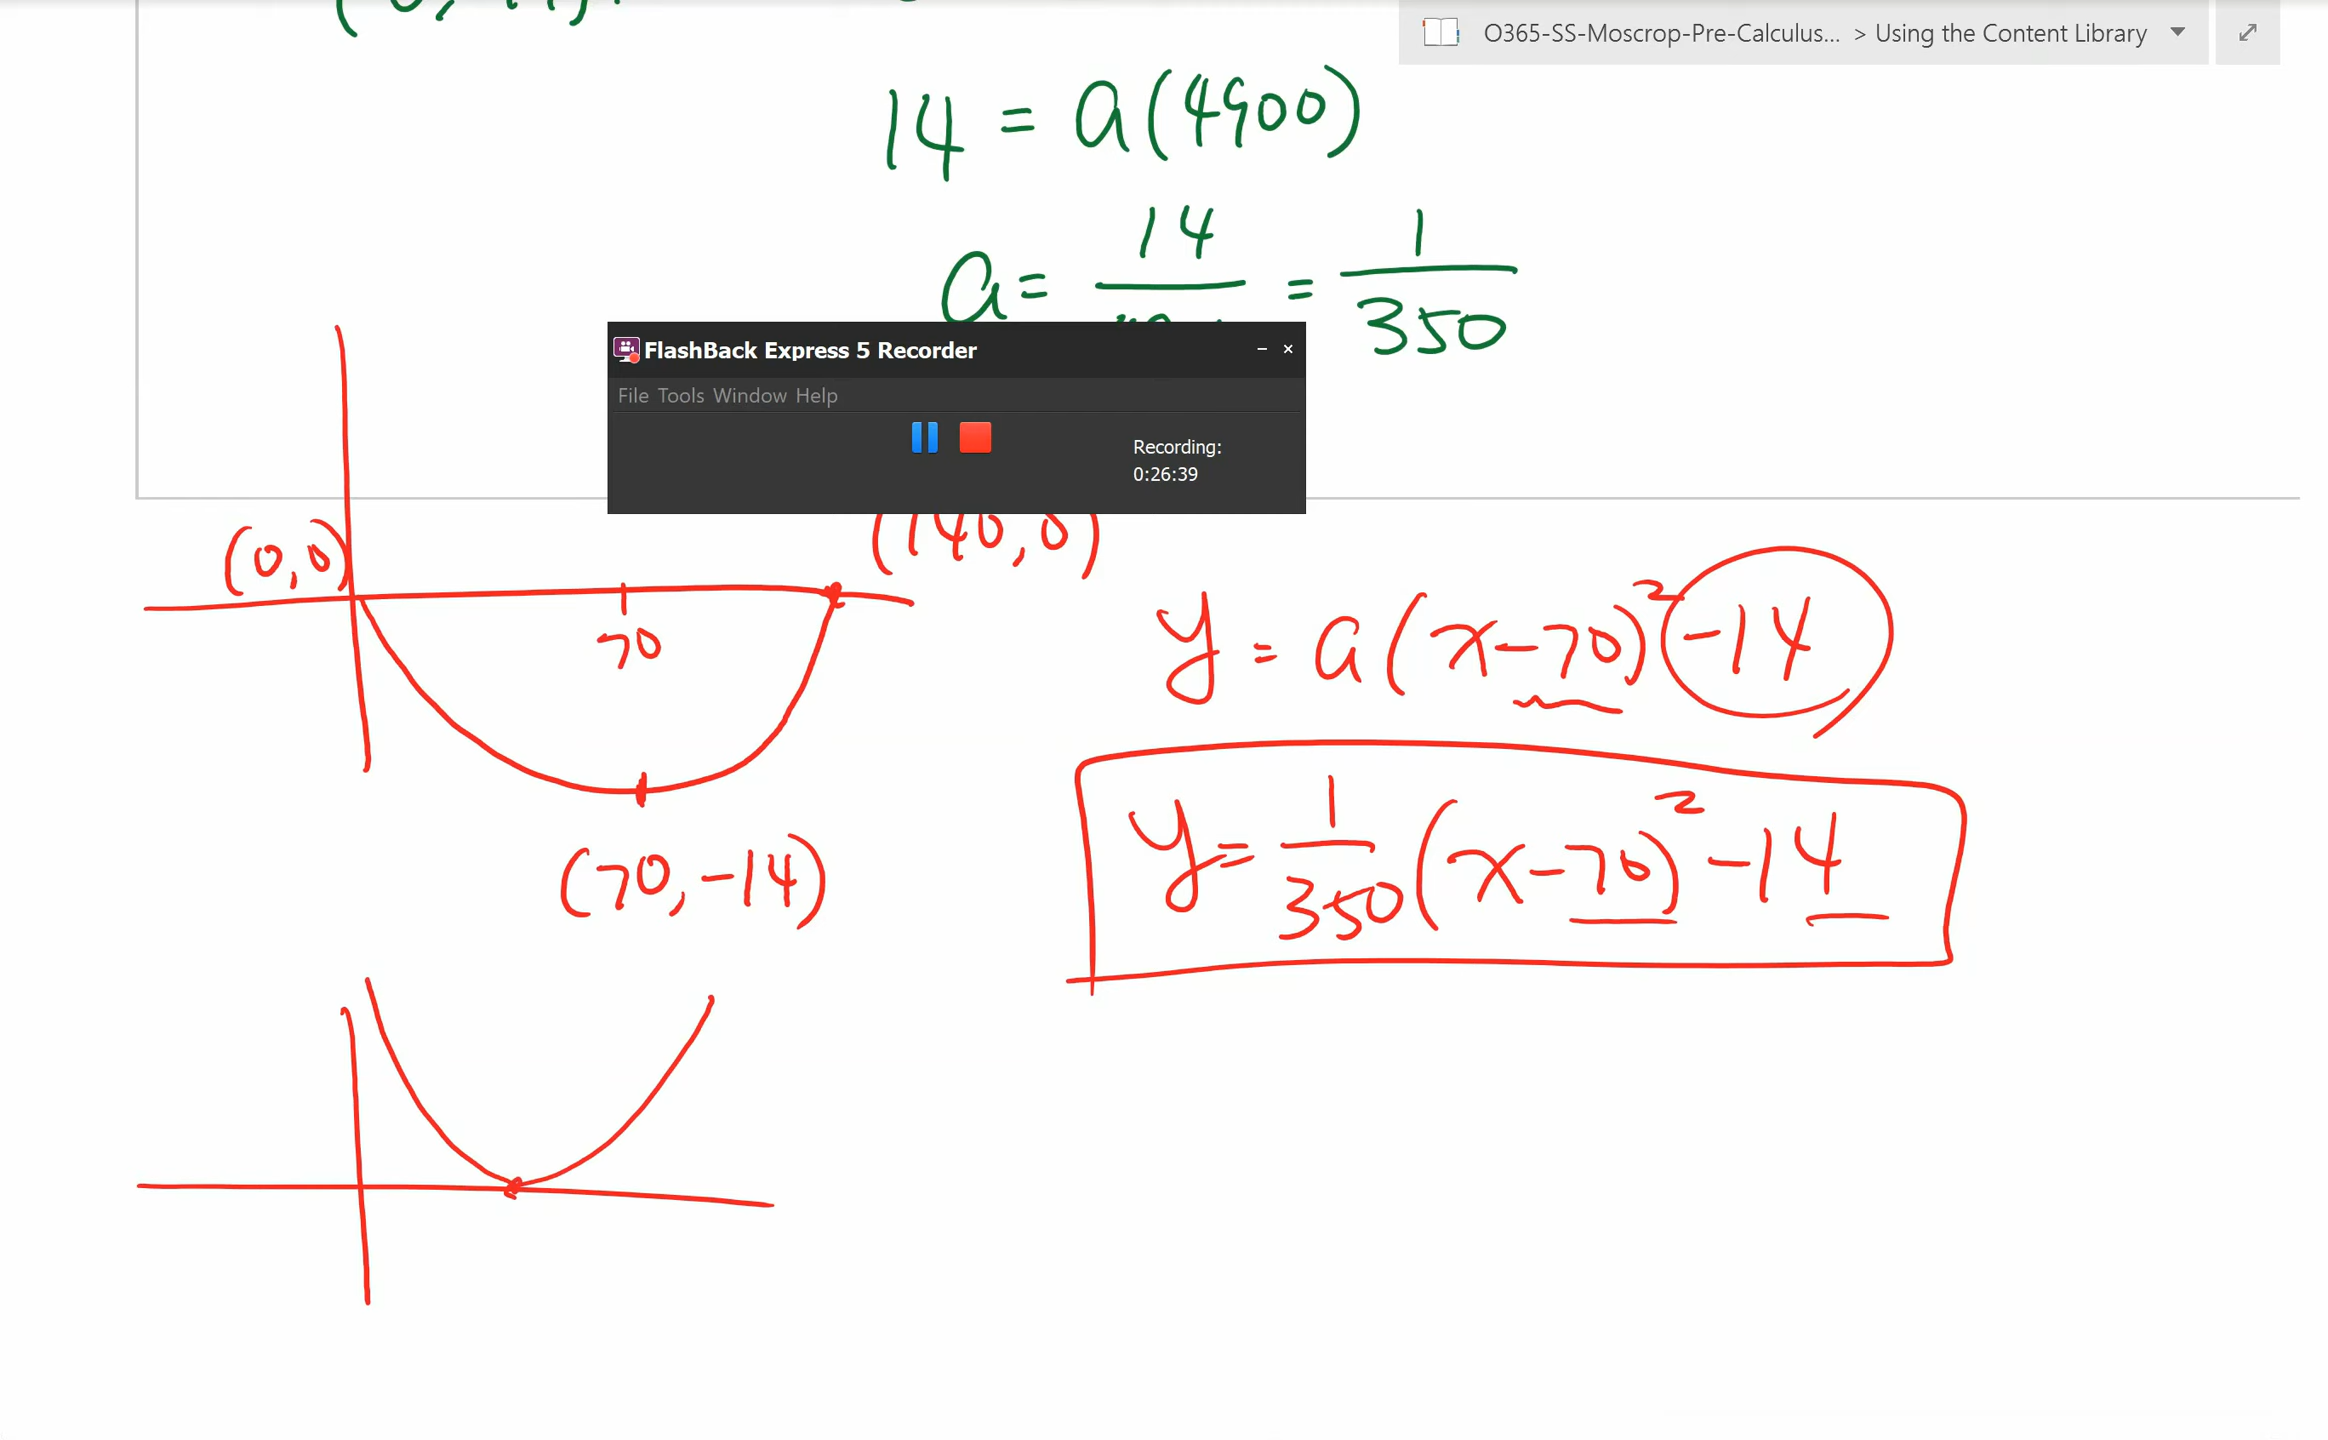 O365-SS-Moscrop-Pre-Calculus... > Using the Content Library
14 = a(4900)
a = 14 = 1
350
FlashBack Express 5 Recorder
File Tools Window Help
Recording:
0:26:39
(0,0)
(140,0)
70
y = a(x-70)² -14
y = 1/350 (x-70)² -14
(70,-14)